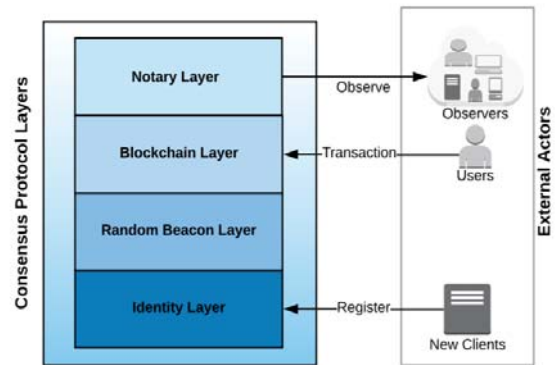 Consensus Protocol Layers
Notary Layer
Blockchain Layer
Random Beacon Layer
Identity Layer
Observe
Transaction
Register
Observers
Users
New Clients
External Actors